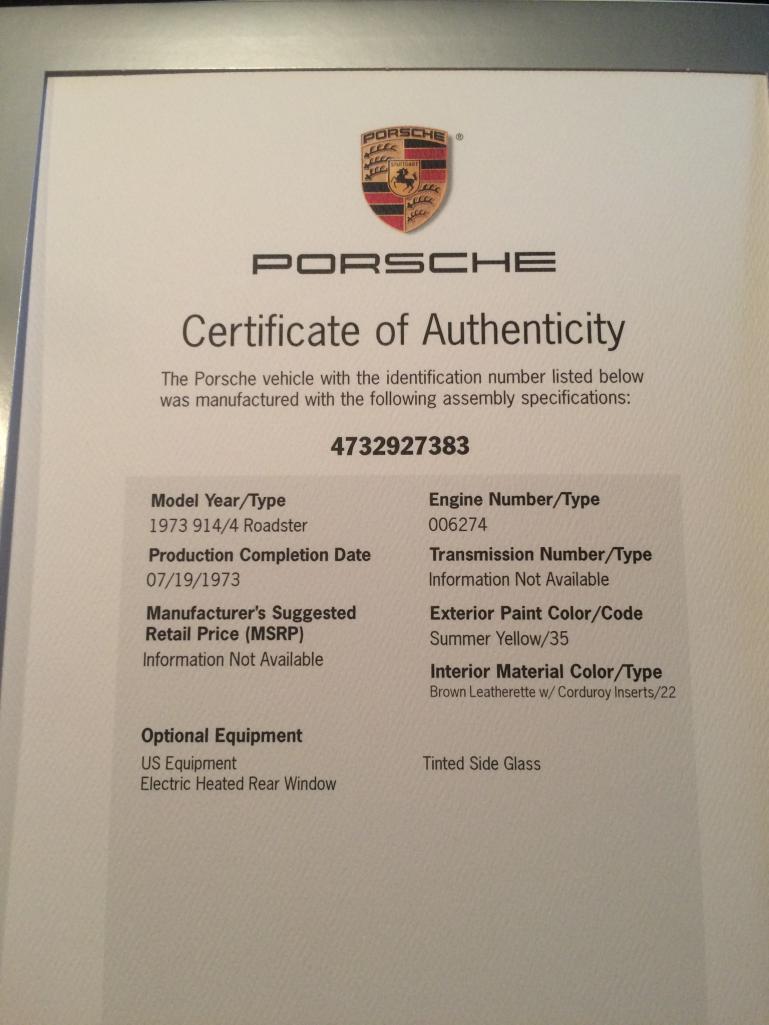 PORSCHE
®
STUTTGART
PORSCHE
Certificate of Authenticity
The Porsche vehicle with the identification number listed below
was manufactured with the following assembly specifications:
4732927383
Model Year/Type
1973 914/4 Roadster
Production Completion Date
07/19/1973
Manufacturer's Suggested
Retail Price (MSRP)
Information Not Available
Engine Number/Type
006274
Transmission Number/Type
Information Not Available
Exterior Paint Color/Code
Summer Yellow/35
Interior Material Color/Type
Brown Leatherette w/ Corduroy Inserts/22
Optional Equipment
US Equipment
Electric Heated Rear Window
Tinted Side Glass